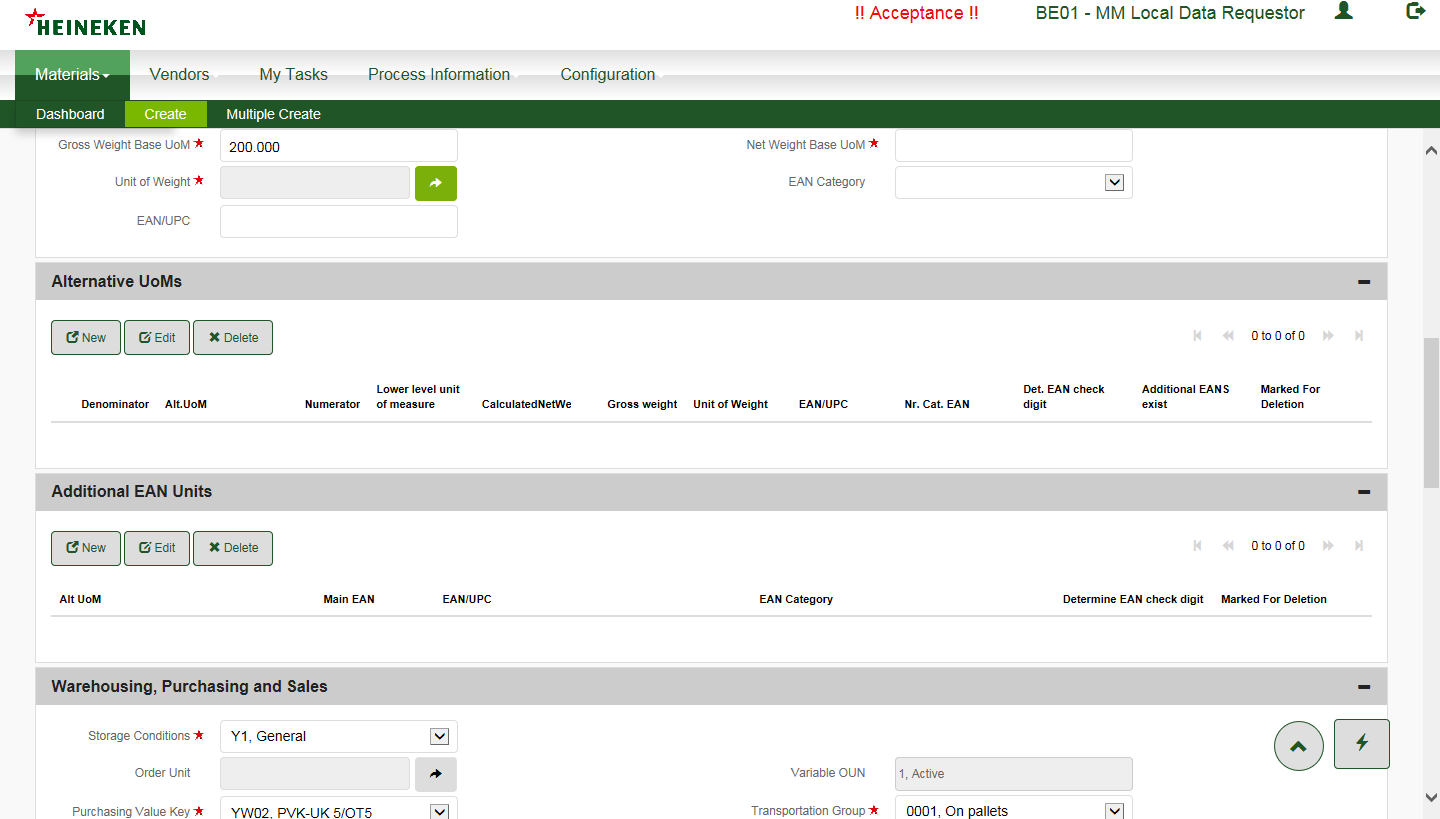 HEINEKEN
!! Acceptance !!
BE01 - MM Local Data Requestor
Materials
Vendors
My Tasks
Process Information
Configuration
Dashboard
Create
Multiple Create
Gross Weight Base UoM
200.000
Net Weight Base UoM
Unit of Weight
EAN Category
EAN/UPC
Alternative UoMs
New
Edit
Delete
0 to 0 of 0
Denominator
Alt.UoM
Numerator
Lower level unit
of measure
CalculatedNetWe
Gross weight
Unit of Weight
EAN/UPC
Nr. Cat. EAN
Det. EAN check
digit
Additional EANS
exist
Marked For
Deletion
Additional EAN Units
New
Edit
Delete
0 to 0 of 0
Alt UoM
Main EAN
EAN/UPC
EAN Category
Determine EAN check digit
Marked For Deletion
Warehousing, Purchasing and Sales
Storage Conditions
Y1, General
Order Unit
Variable OUN
1, Active
Purchasing Value Key
YW02, PVK-UK 5/OT5
Transportation Group
0001, On pallets